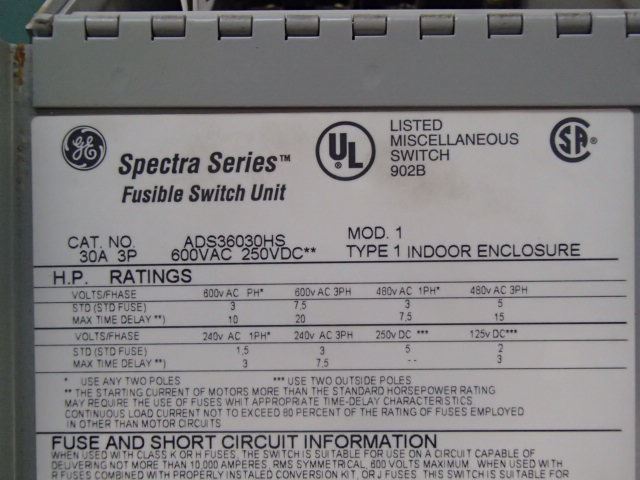 GE
Spectra Series™
Fusible Switch Unit
UL ®
LISTED
MISCELLANEOUS
SWITCH
902B
SA ®
CAT. NO. ADS36030HS MOD. 1
30A 3P 600VAC 250VDC** TYPE 1 INDOOR ENCLOSURE
H.P. RATINGS
VOLTS/FHASE 600v AC PH* 600v AC 3PH 480v AC 1PH* 480v AC 3PH
STD (STD FUSE) 3 7.5 3 5
MAX TIME DELAY **) 10 20 7.5 15
VOLTS/FHASE 240v AC 1PH* 240v AC 3PH 250v DC *** 125v DC***
STD (STD FUSE) 1.5 3 5 2
MAX TIME DELAY **) 3 7.5 -- 3
* USE ANY TWO POLES *** USE TWO OUTSIDE POLES
** THE STARTING CURRENT OF MOTORS MORE THAN THE STANDARD HORSEPOWER RATING
MAY REQUIRE THE USE OF FUSES WHIT APPROPRIATE TIME-DELAY CHARACTERISTICS
CONTINUOUS LOAD CURRENT NOT TO EXCEED 80 PERCENT OF THE RATING OF FUSES EMPLOYED
IN OTHER THAN MOTOR CIRCUITS
FUSE AND SHORT CIRCUIT INFORMATION
WHEN USED WITH CLASS K OR H FUSES, THE SWITCH IS SUITABLE FOR USE ON A CIRCUIT CAPABLE OF
DELIVERING NOT MORE THAN 10 000 AMPERES, RMS SYMMETRICAL, 600 VOLTS MAXIMUM. WHEN USED WITH
R FUSES COMBINED WITH PROPERLY INSTALED CONVERSION KIT, OR J FUSES, THIS SWITCH IS SUITABLE FOR